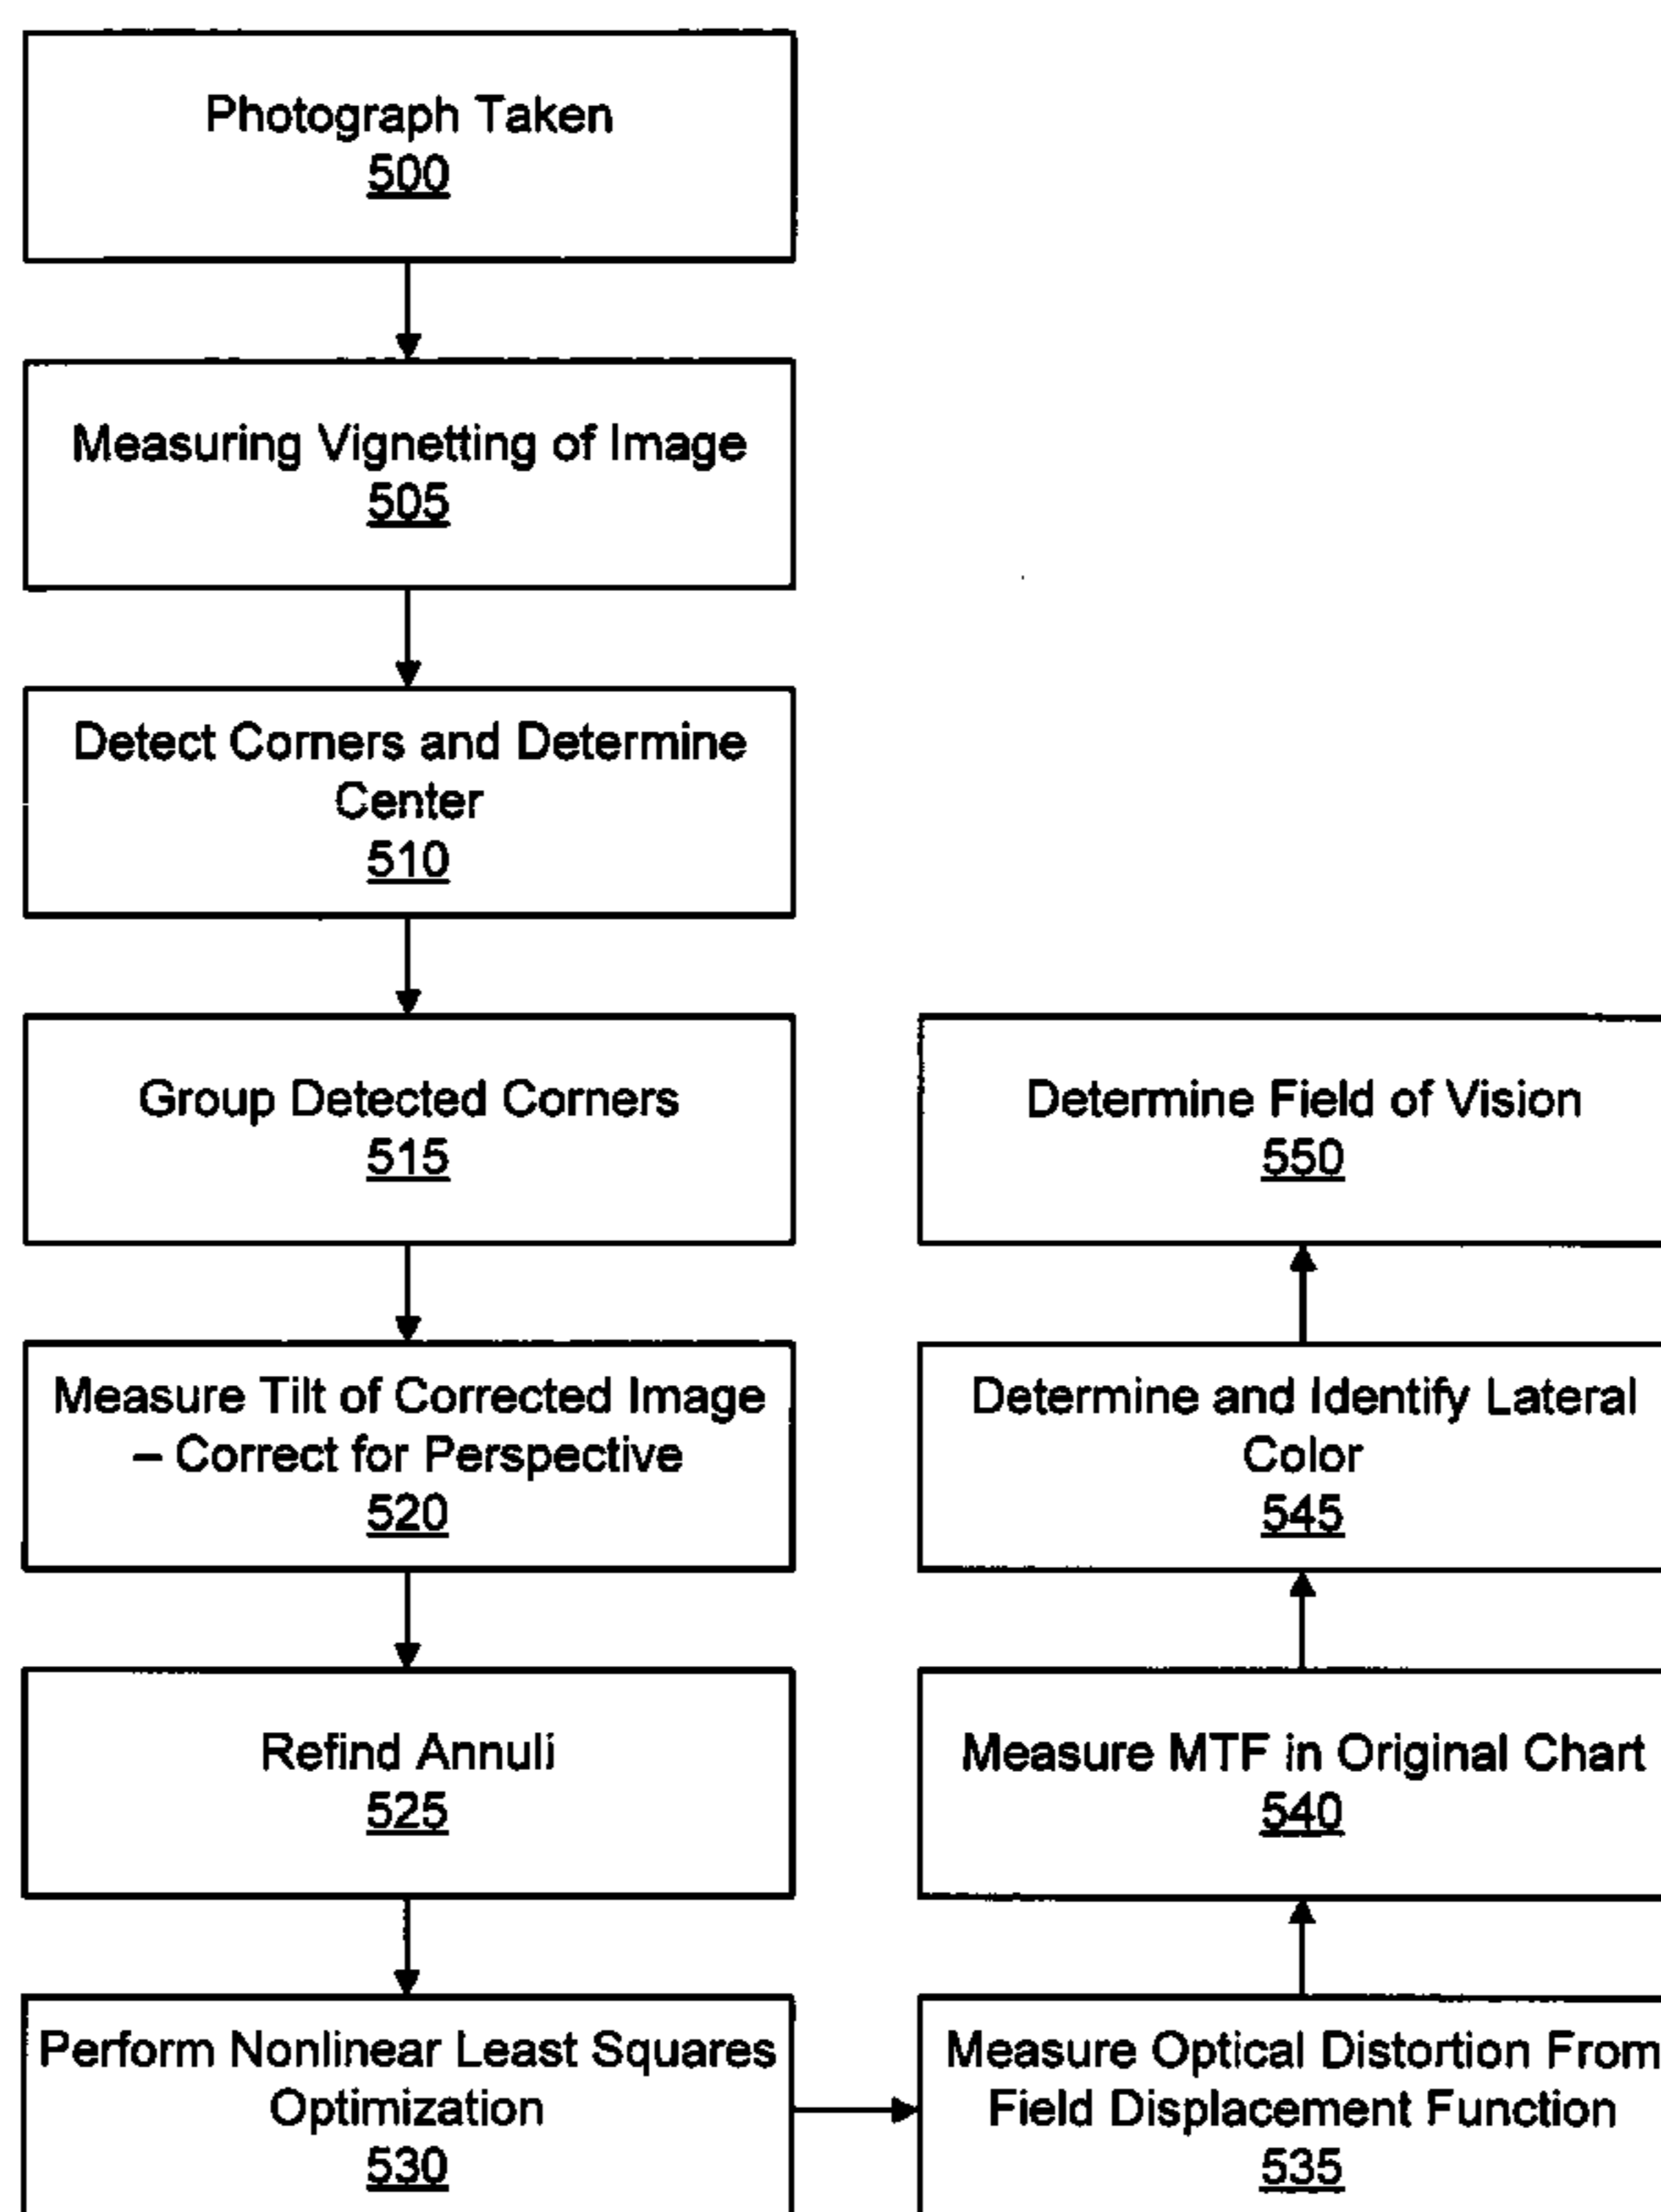 Photograph Taken
500
Measuring Vignetting of Image
505
Detect Corners and Determine
Center
510
Group Detected Corners
515
Measure Tilt of Corrected Image
– Correct for Perspective
520
Refind Annuli
525
Perform Nonlinear Least Squares
Optimization
530
Measure Optical Distortion From
Field Displacement Function
535
Measure MTF in Original Chart
540
Determine and Identify Lateral
Color
545
Determine Field of Vision
550